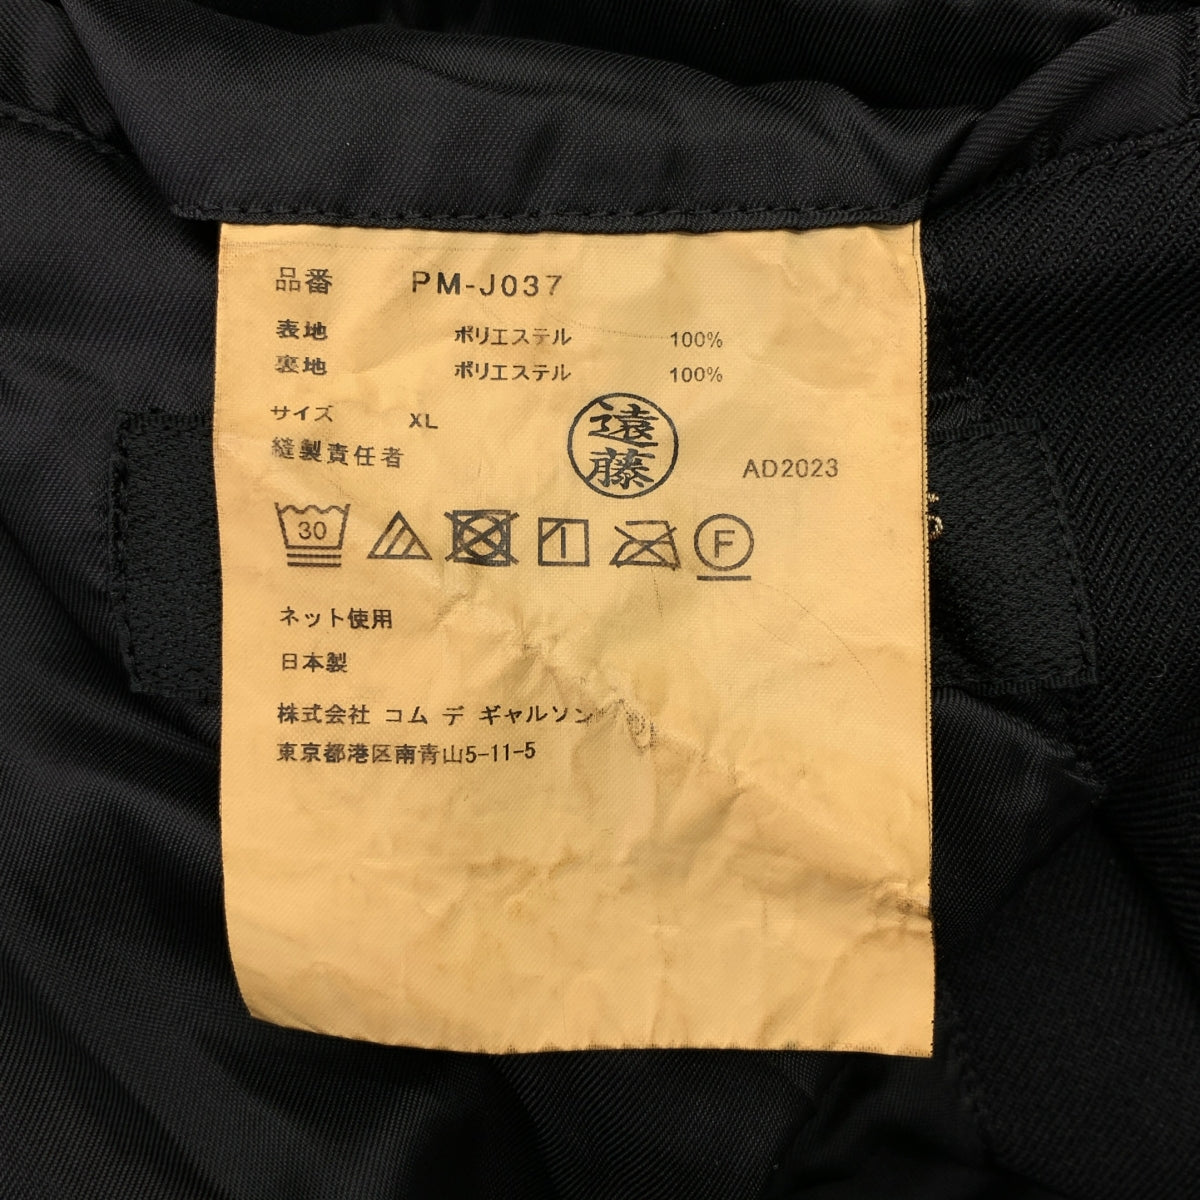 品番 PM-J037
表地 ポリエステル 100%
裏地 ポリエステル 100%
サイズ XL
縫製責任者 遠藤 AD2023
30 F
ネット使用
日本製
株式会社 コム デ ギャルソン
東京都港区南青山5-11-5